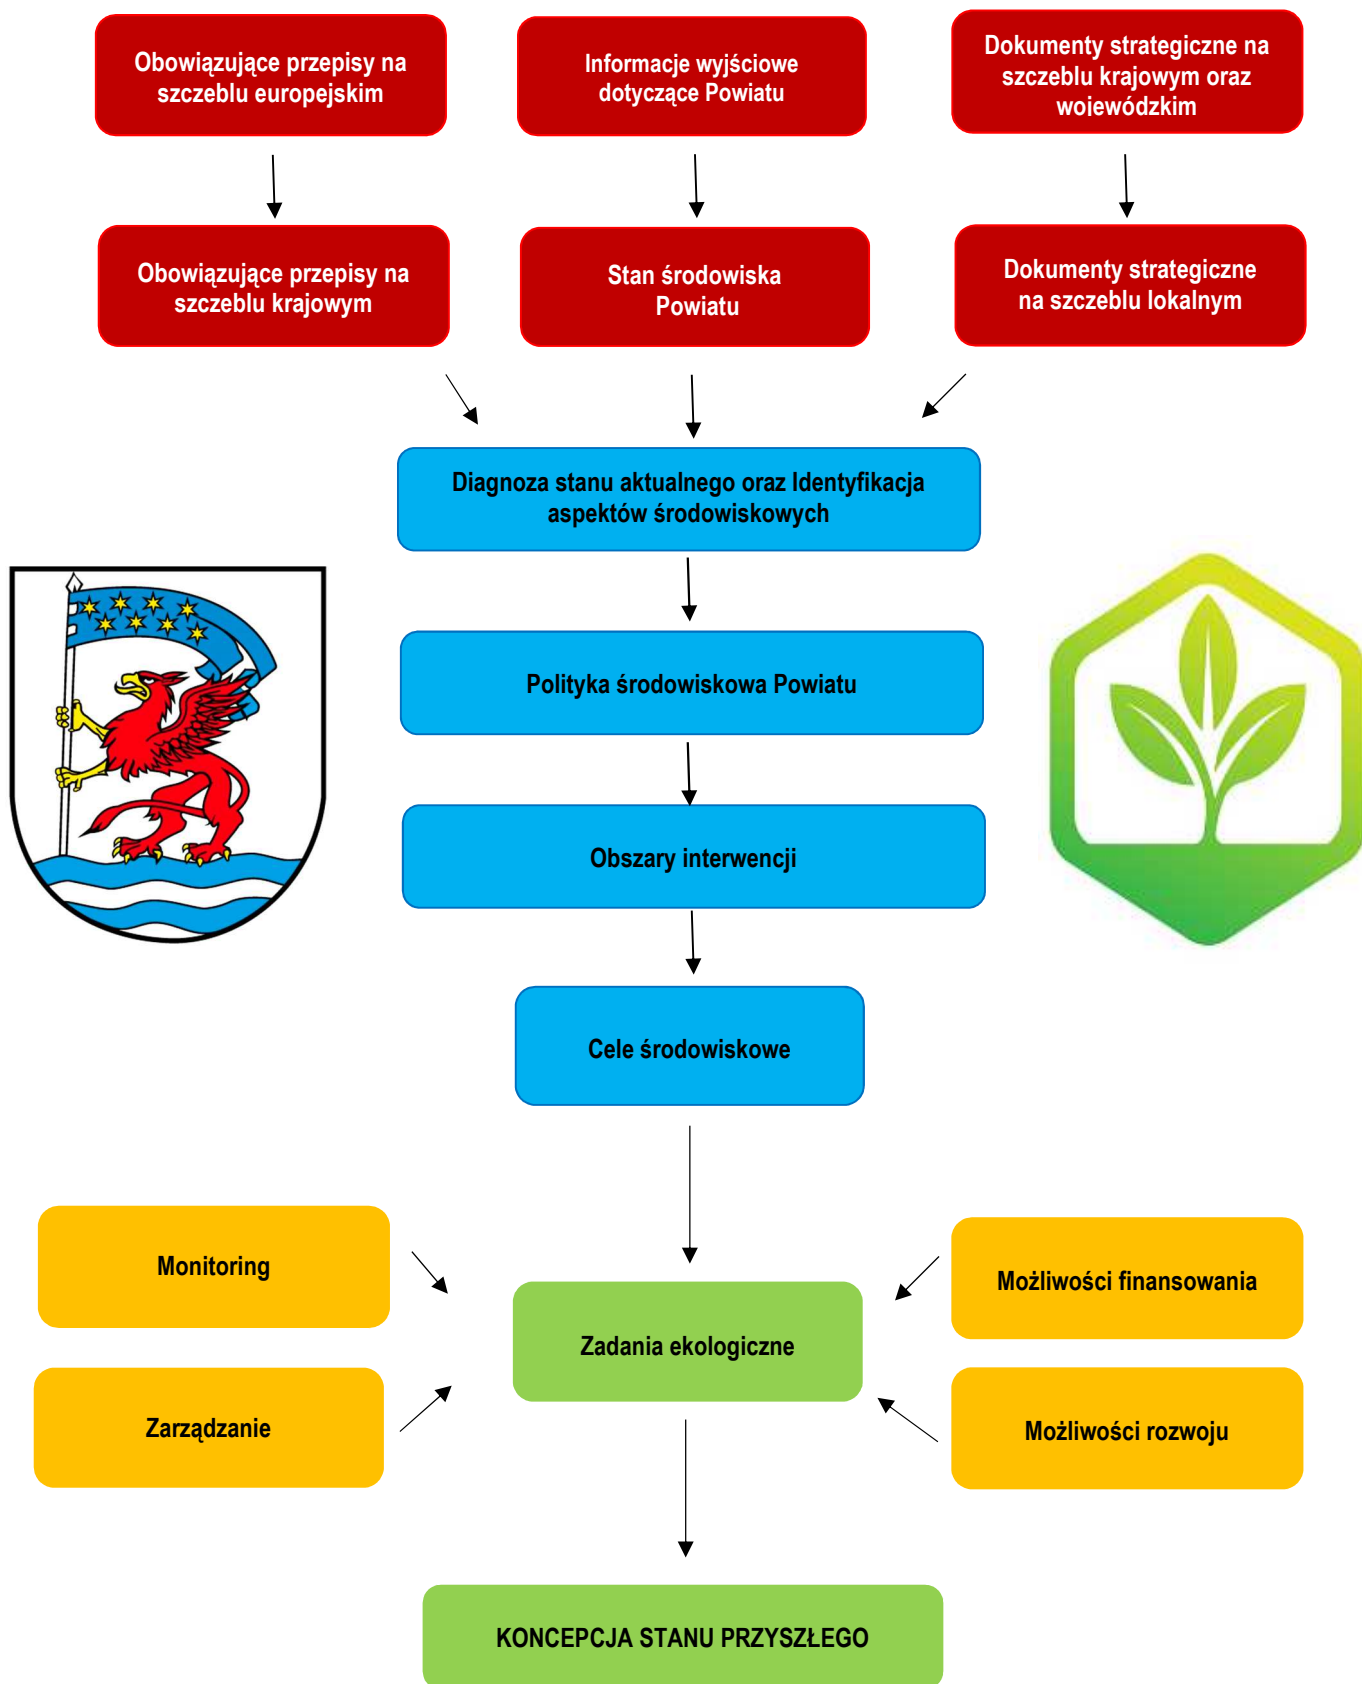 Obowiązujące przepisy na
szczeblu europejskim
Informacje wyjściowe
dotyczące Powiatu
Dokumenty strategiczne na
szczeblu krajowym oraz
wojewódzkim
Obowiązujące przepisy na
szczeblu krajowym
Stan środowiska
Powiatu
Dokumenty strategiczne
na szczeblu lokalnym
Diagnoza stanu aktualnego oraz Identyfikacja
aspektów środowiskowych
Polityka środowiskowa Powiatu
Obszary interwencji
Cele środowiskowe
Monitoring
Możliwości finansowania
Zadania ekologiczne
Zarządzanie
Możliwości rozwoju
KONCEPCJA STANU PRZYSZŁEGO